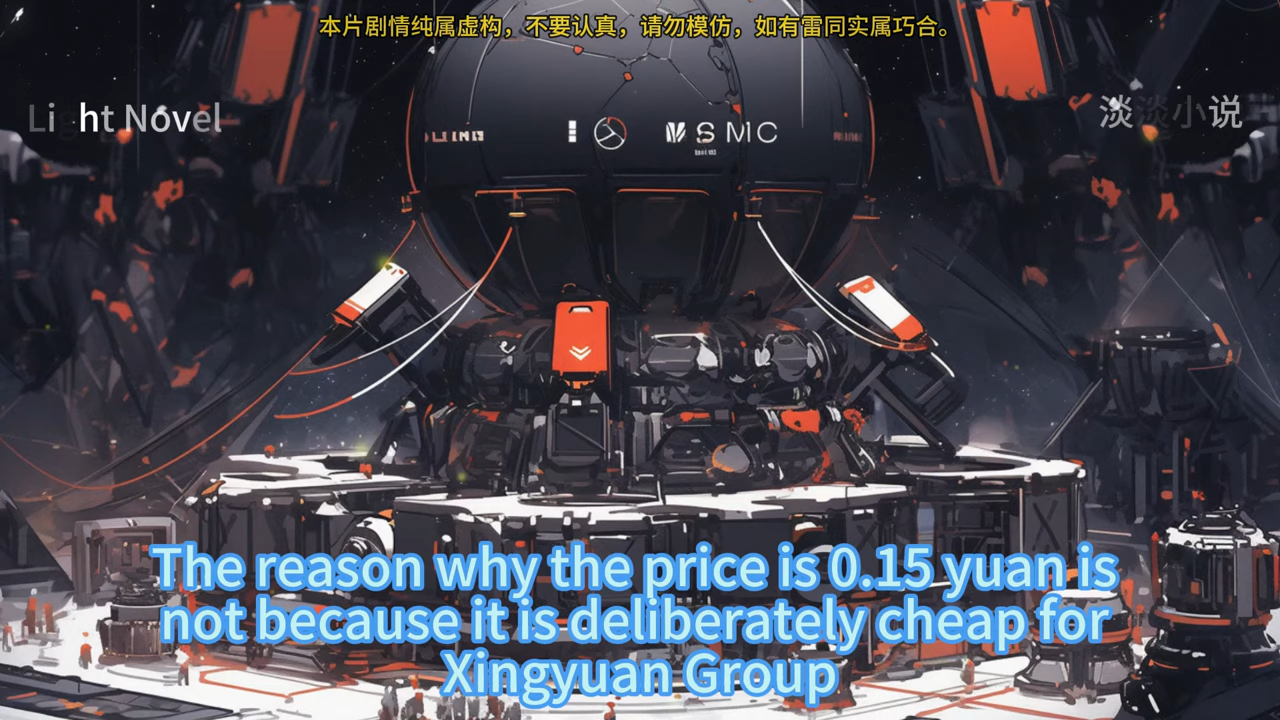 本片剧情纯属虚构，不要认真，请勿模仿，如有雷同实属巧合。
Light Novel
淡淡小说
SMC
The reason why the price is 0.15 yuan is
not because it is deliberately cheap for
Xingyuan Group